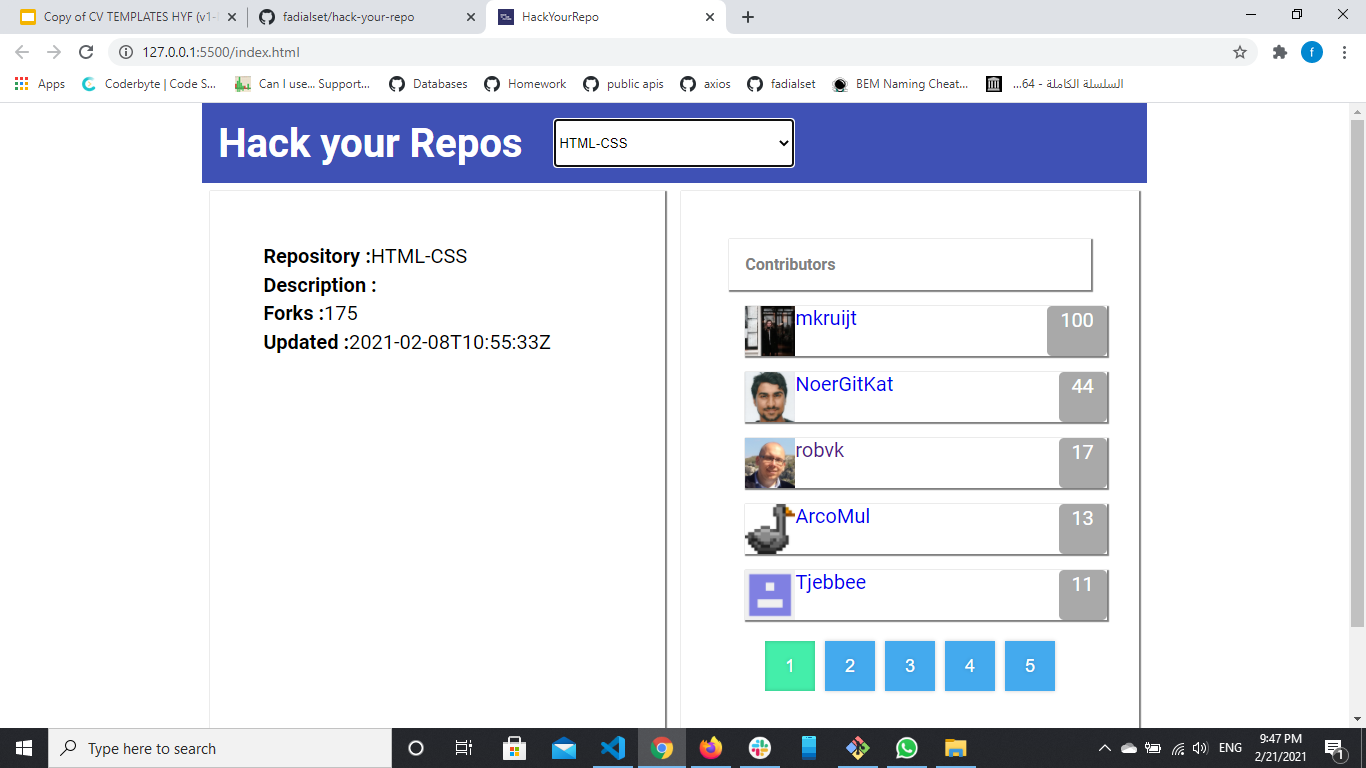 Copy of CV TEMPLATES HYF (v1-
fadialset/hack-your-repo
HackYourRepo
127.0.0.1:5500/index.html
f
Apps
Coderbyte | Code S...
Can I use... Support...
Databases
Homework
public apis
axios
fadialset
BEM Naming Cheat...
السلسلة الكاملة - 64...
Hack your Repos
HTML-CSS
Repository :HTML-CSS
Description :
Forks :175
Updated :2021-02-08T10:55:33Z
Contributors
mkruijt
100
NoerGitKat
44
robvk
17
ArcoMul
13
Tjebbee
11
1 2 3 4 5
Type here to search
ENG
9:47 PM
2/21/2021
1